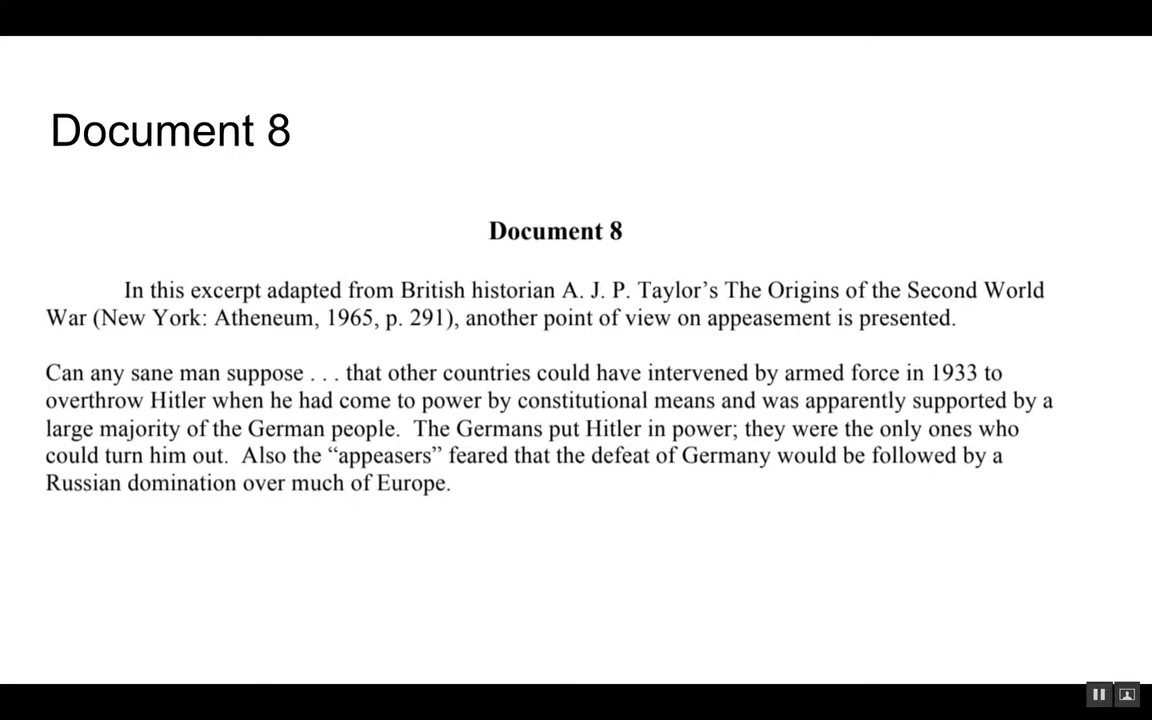 Document 8
Document 8
In this excerpt adapted from British historian A. J. P. Taylor’s The Origins of the Second World
War (New York: Atheneum, 1965, p. 291), another point of view on appeasement is presented.
Can any sane man suppose . . . that other countries could have intervened by armed force in 1933 to
overthrow Hitler when he had come to power by constitutional means and was apparently supported by a
large majority of the German people.  The Germans put Hitler in power; they were the only ones who
could turn him out.  Also the “appeasers” feared that the defeat of Germany would be followed by a
Russian domination over much of Europe.